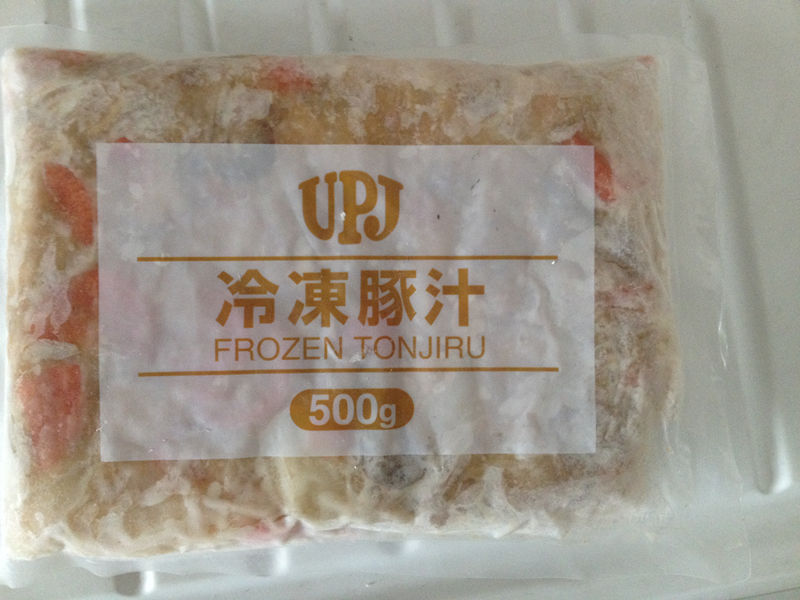 UPJ
冷凍豚汁
FROZEN TONJIRU
500g